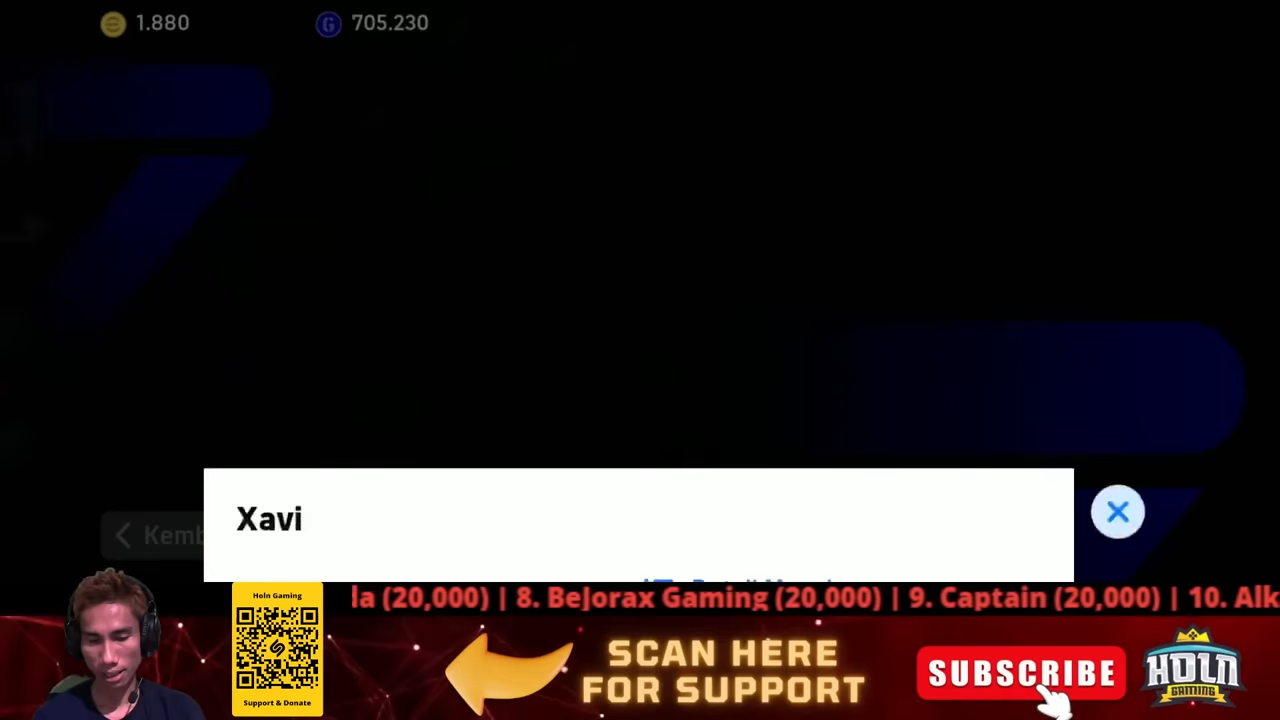 1.880
705.230
Xavi
Kemb
la (20,000) | 8. BeJorax Gaming (20,000) | 9. Captain (20,000) | 10. Alk
Holn Gaming
Support & Donate
SCAN HERE
FOR SUPPORT
SUBSCRIBE
HOLN
GAMING